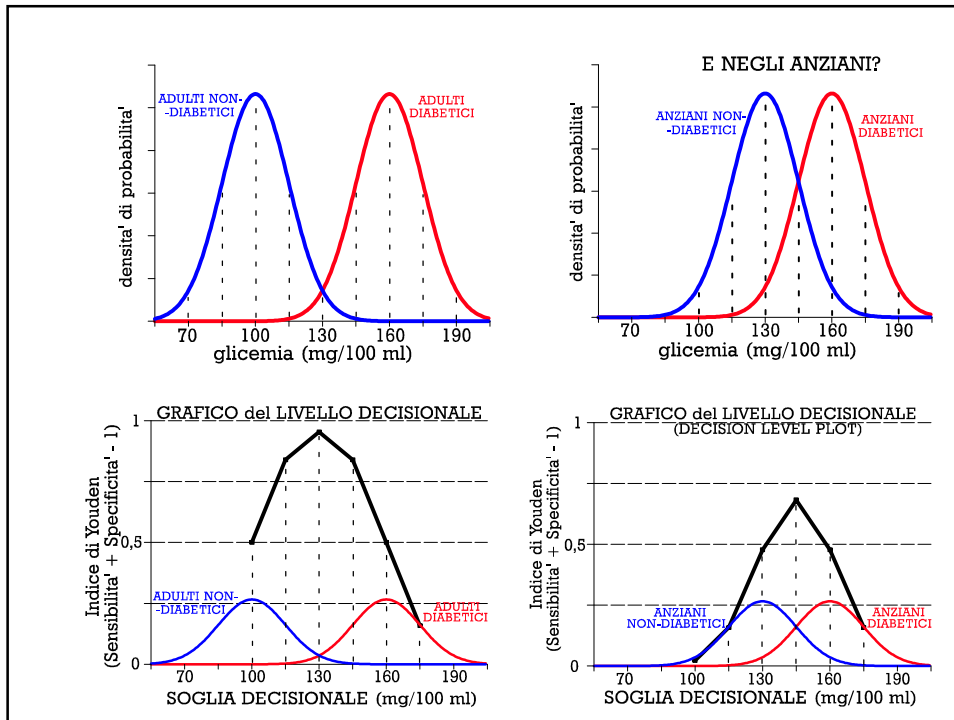 densita' di probabilita'
ADULTI NON-
-DIABETICI
ADULTI
DIABETICI
70 100 130 160 190
glicemia (mg/100 ml)
E NEGLI ANZIANI?
densita' di probabilita'
ANZIANI NON-
-DIABETICI
ANZIANI
DIABETICI
70 100 130 160 190
glicemia (mg/100 ml)
GRAFICO del LIVELLO DECISIONALE
Indice di Youden
(Sensibilita' + Specificita' - 1)
1
0,5
0
ADULTI NON-
-DIABETICI
ADULTI
DIABETICI
70 100 130 160 190
SOGLIA DECISIONALE (mg/100 ml)
GRAFICO del LIVELLO DECISIONALE
(DECISION LEVEL PLOT)
Indice di Youden
(Sensibilita' + Specificita' - 1)
1
0,5
0
ANZIANI
NON-DIABETICI
ANZIANI
DIABETICI
70 100 130 160 190
SOGLIA DECISIONALE (mg/100 ml)